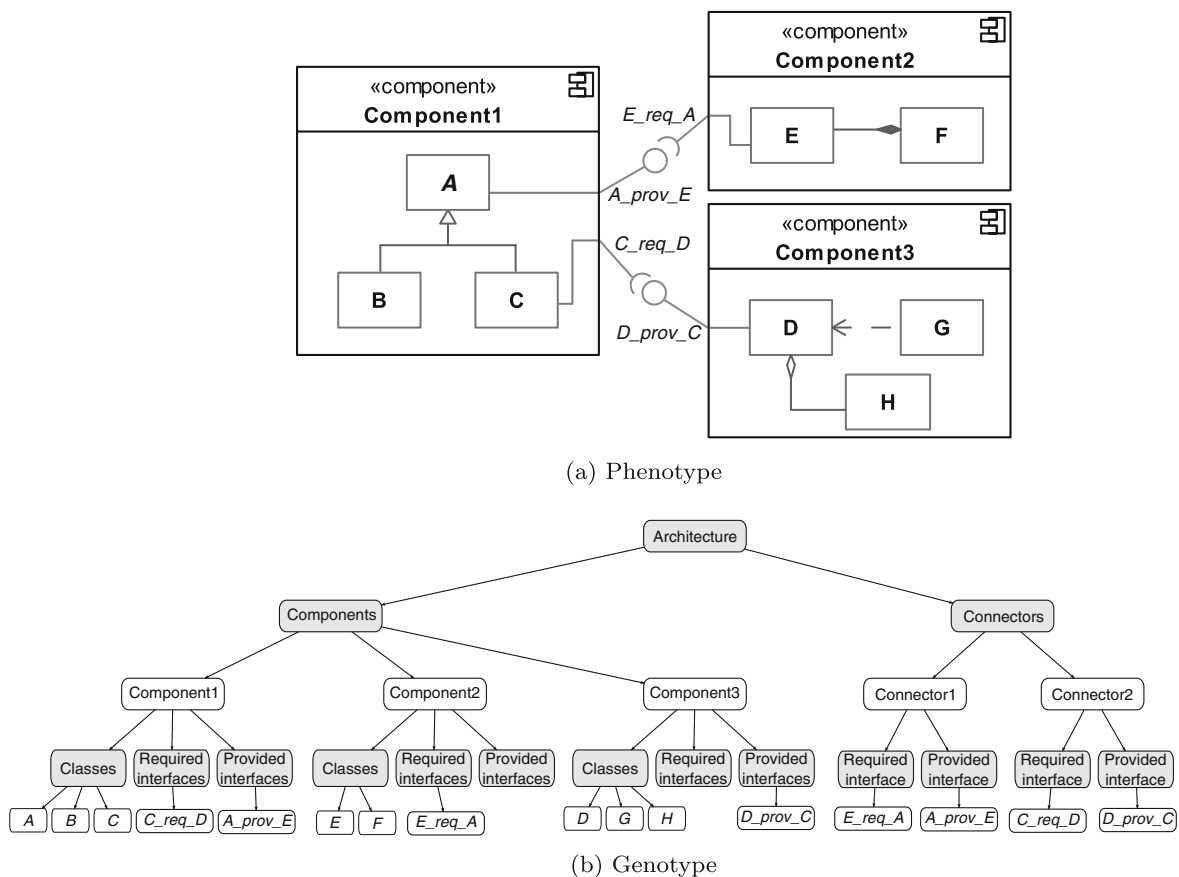 «component»
Component1
A
B
C
E_req_A
A_prov_E
C_req_D
D_prov_C
«component»
Component2
E
F
«component»
Component3
D
G
H
(a) Phenotype
Architecture
Components
Connectors
Component1
Component2
Component3
Connector1
Connector2
Classes
Required
interfaces
Provided
interfaces
Classes
Required
interfaces
Provided
interfaces
Classes
Required
interfaces
Provided
interfaces
Required
interface
Provided
interface
Required
interface
Provided
interface
A
B
C
C_req_D
A_prov_E
E
F
E_req_A
D
G
H
D_prov_C
E_req_A
A_prov_E
C_req_D
D_prov_C
(b) Genotype